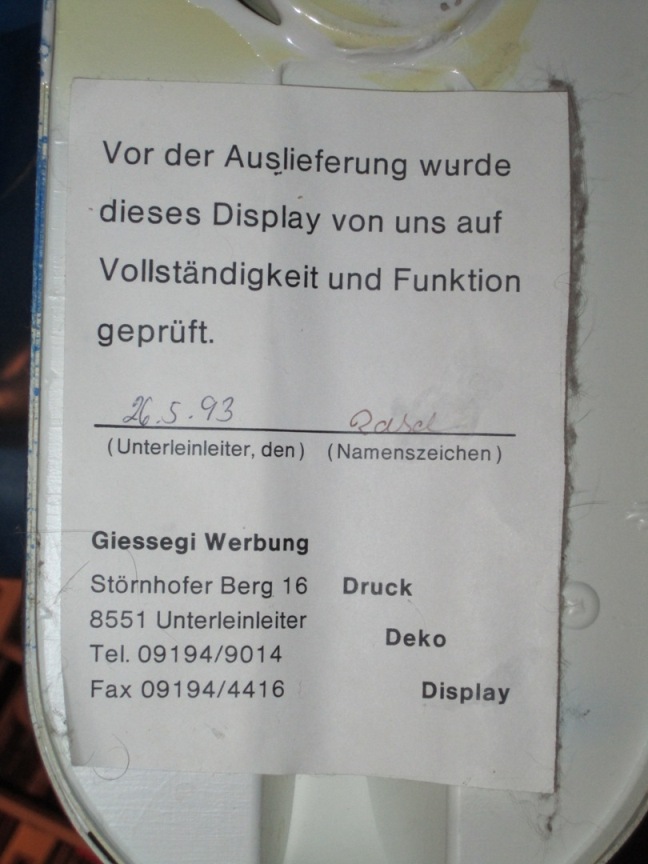 Vor der Auslieferung wurde
dieses Display von uns auf
Vollständigkeit und Funktion
geprüft.
26.5.93
(Unterleinleiter, den) (Namenszeichen)
Giessegi Werbung
Störnhofer Berg 16 Druck
8551 Unterleinleiter
Deko
Tel. 09194/9014
Fax 09194/4416 Display